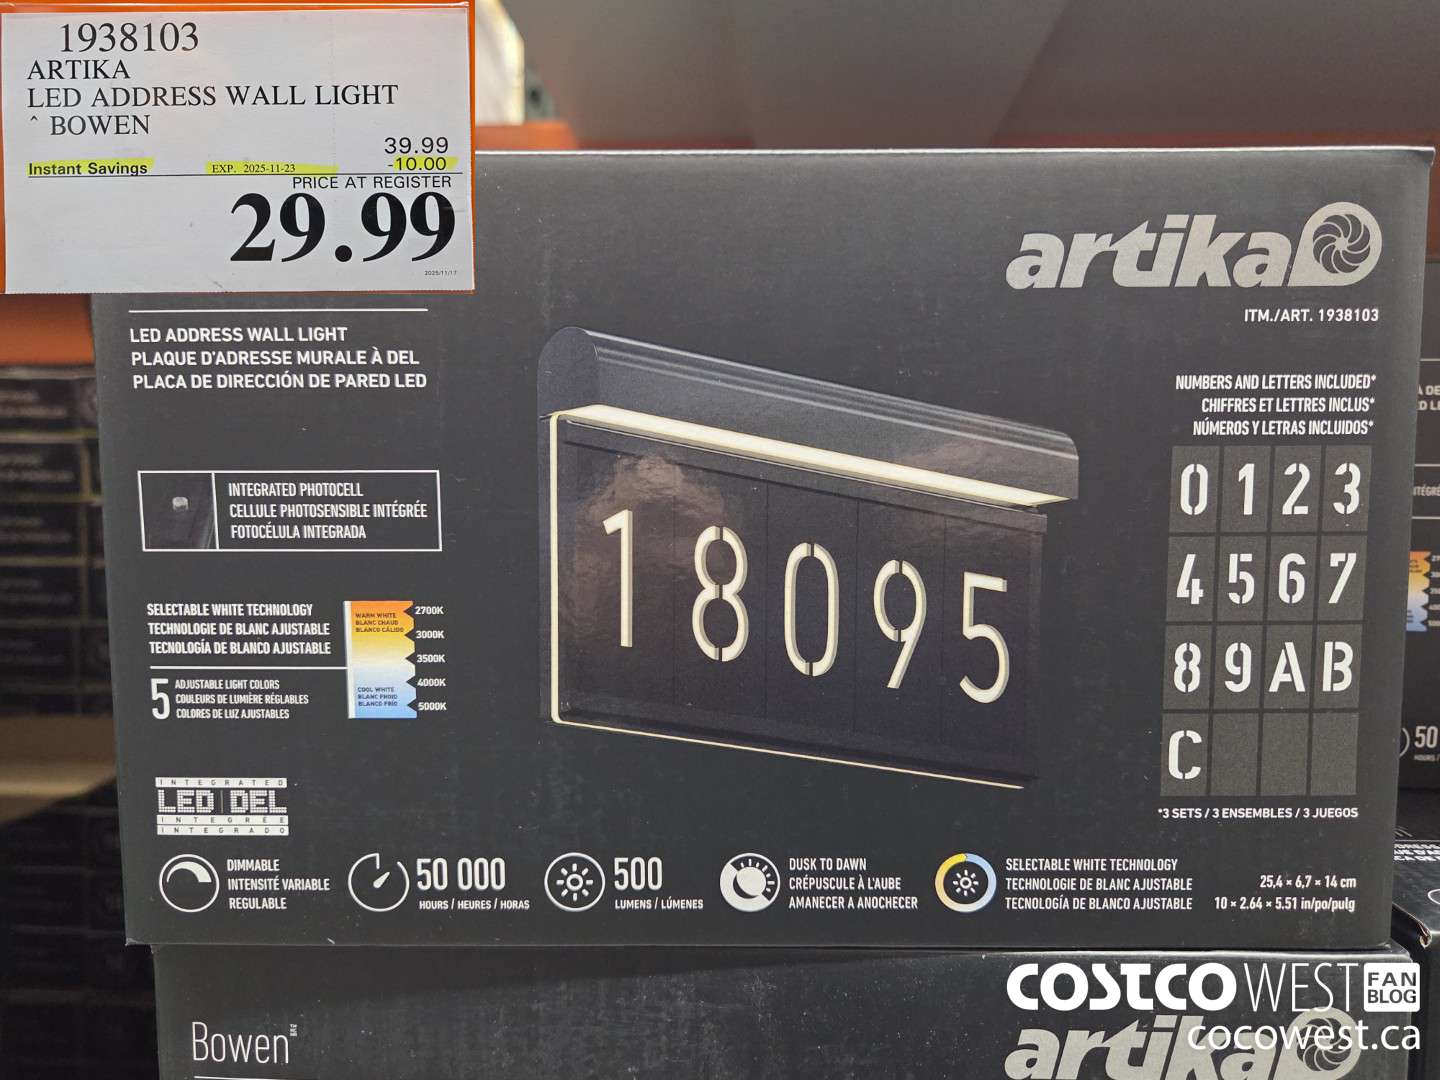 1938103
ARTIKA
LED ADDRESS WALL LIGHT
^ BOWEN
39.99
Instant Savings EXP. 2025-11-23 -10.00
PRICE AT REGISTER
29.99
2025/11/17
artika
ITM./ART. 1938103
LED ADDRESS WALL LIGHT
PLAQUE D'ADRESSE MURALE À DEL
PLACA DE DIRECCIÓN DE PARED LED
NUMBERS AND LETTERS INCLUDED*
CHIFFRES ET LETTRES INCLUS*
NÚMEROS Y LETRAS INCLUIDOS*
0 1 2 3
4 5 6 7
8 9 A B
C
*3 SETS / 3 ENSEMBLES / 3 JUEGOS
INTEGRATED PHOTOCELL
CELLULE PHOTOSENSIBLE INTÉGRÉE
FOTOCÉLULA INTEGRADA
18095
SELECTABLE WHITE TECHNOLOGY
TECHNOLOGIE DE BLANC AJUSTABLE
TECNOLOGÍA DE BLANCO AJUSTABLE
5 ADJUSTABLE LIGHT COLORS
COULEURS DE LUMIÈRE RÉGLABLES
COLORES DE LUZ AJUSTABLES
WARM WHITE
BLANC CHAUD
BLANCO CÁLIDO
COOL WHITE
BLANC FROID
BLANCO FRÍO
2700K
3000K
3500K
4000K
5000K
INTEGRATED
LED | DEL
INTÉGRÉE
INTEGRADO
DIMMABLE
INTENSITÉ VARIABLE
REGULABLE
50 000
HOURS / HEURES / HORAS
500
LUMENS / LÚMENES
DUSK TO DAWN
CRÉPUSCULE À L'AUBE
AMANECER A ANOCHECER
SELECTABLE WHITE TECHNOLOGY
TECHNOLOGIE DE BLANC AJUSTABLE
TECNOLOGÍA DE BLANCO AJUSTABLE
25,4 × 6,7 × 14 cm
10 × 2.64 × 5.51 in/po/pulg
Bowen
artika
COSTCO WEST FAN BLOG
cocowest.ca